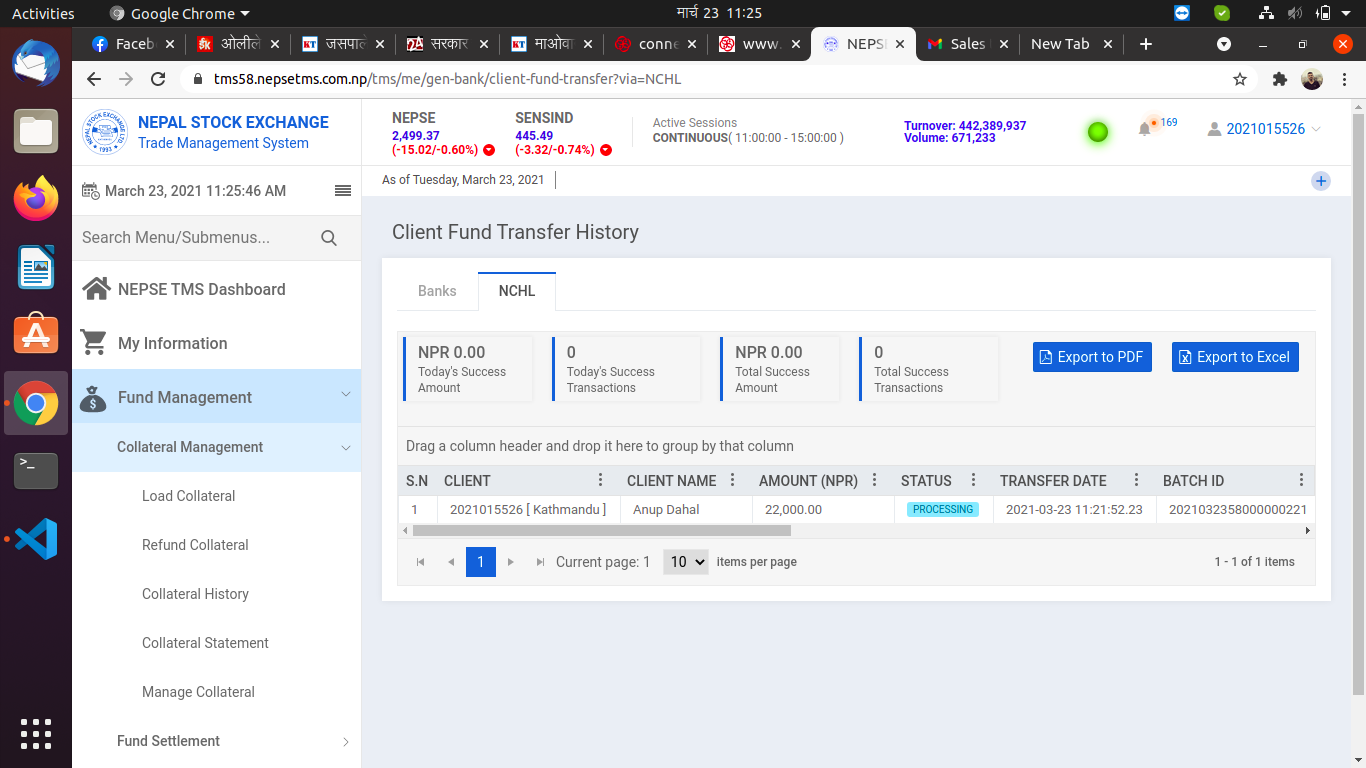 Activities
Google Chrome
मार्च 23 11:25
Faceb
ओलीले
जसपाले
सरकार
माओवा
conne
www.
NEPS
Sales
New Tab
tms58.nepsetms.com.np/tms/me/gen-bank/client-fund-transfer?via=NCHL
NEPAL STOCK EXCHANGE
Trade Management System
NEPSE
2,499.37
(-15.02/-0.60%)
SENSIND
445.49
(-3.32/-0.74%)
Active Sessions
CONTINUOUS( 11:00:00 - 15:00:00 )
Turnover: 442,389,937
Volume: 671,233
169
2021015526
March 23, 2021 11:25:46 AM
As of Tuesday, March 23, 2021
Search Menu/Submenus...
NEPSE TMS Dashboard
My Information
Fund Management
Collateral Management
Load Collateral
Refund Collateral
Collateral History
Collateral Statement
Manage Collateral
Fund Settlement
Client Fund Transfer History
Banks
NCHL
NPR 0.00
Today's Success
Amount
0
Today's Success
Transactions
NPR 0.00
Total Success
Amount
0
Total Success
Transactions
Export to PDF
Export to Excel
Drag a column header and drop it here to group by that column
S.N CLIENT CLIENT NAME AMOUNT (NPR) STATUS TRANSFER DATE BATCH ID
1 2021015526 [ Kathmandu ] Anup Dahal 22,000.00 PROCESSING 2021-03-23 11:21:52.23 2021032358000000221
1 Current page: 1 10 items per page 1 - 1 of 1 items